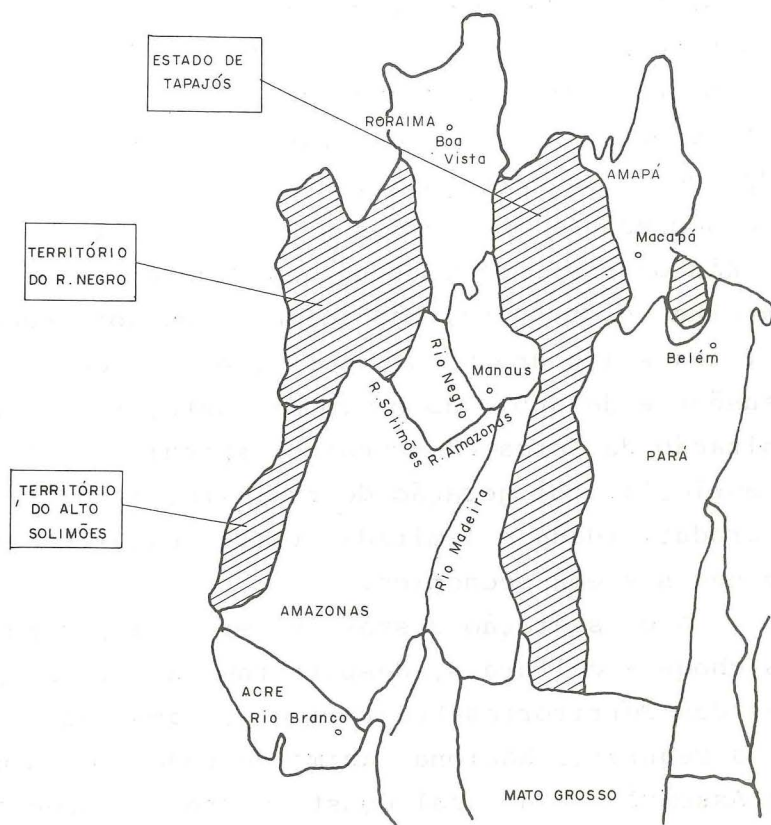 ESTADO DE
TAPAJÓS
RORAIMA
Boa
Vista
AMAPÁ
Macapá
TERRITÓRIO
DO R. NEGRO
Belém
Rio Negro
Manaus
R. Solimões
R. Amazonas
PARÁ
TERRITÓRIO
DO ALTO
SOLIMÕES
Rio Madeira
AMAZONAS
ACRE
Rio Branco
MATO GROSSO